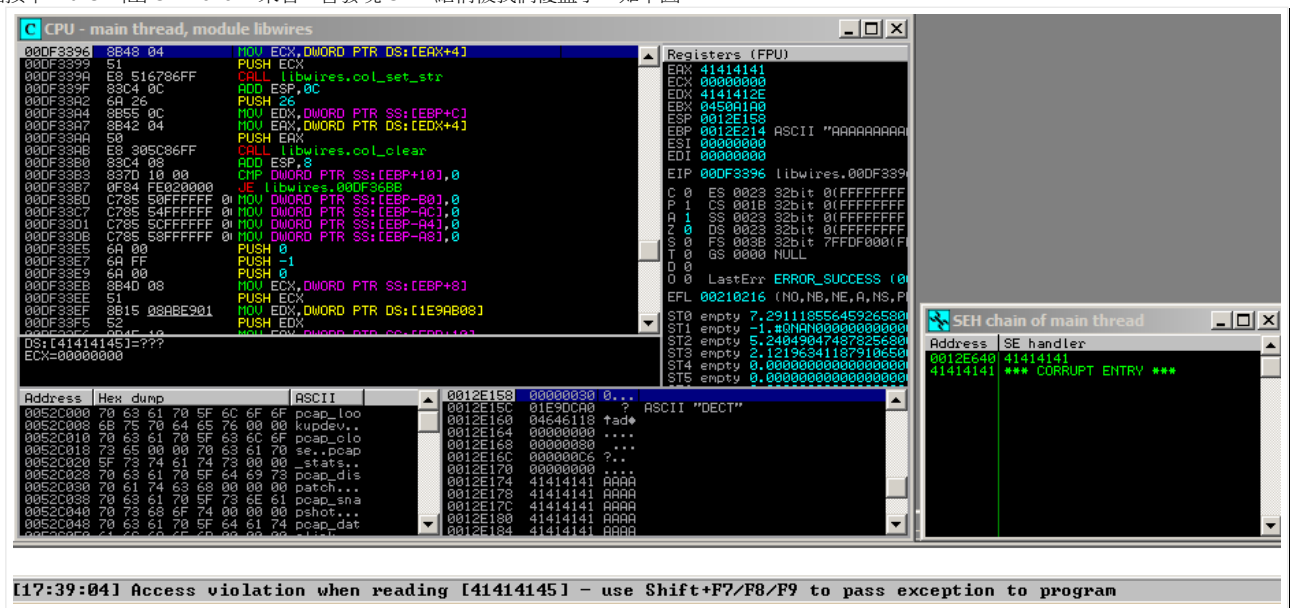 CPU - main thread, module libwires
00DF3396 8B48 04 MOV ECX,DWORD PTR DS:[EAX+4]
00DF3399 51 PUSH ECX
00DF339A E8 516786FF CALL libwires.col_set_str
00DF339F 83C4 0C ADD ESP,0C
00DF33A2 6A 26 PUSH 26
00DF33A4 8B55 0C MOV EDX,DWORD PTR SS:[EBP+C]
00DF33A7 8B42 04 MOV EAX,DWORD PTR DS:[EDX+4]
00DF33AA 50 PUSH EAX
00DF33AB E8 305C86FF CALL libwires.col_clear
00DF33B0 83C4 08 ADD ESP,8
00DF33B3 837D 10 00 CMP DWORD PTR SS:[EBP+10],0
00DF33B7 0F84 FE020000 JE libwires.00DF36BB
00DF33BD C785 50FFFFFF 0 MOV DWORD PTR SS:[EBP-B0],0
00DF33C7 C785 54FFFFFF 0 MOV DWORD PTR SS:[EBP-AC],0
00DF33D1 C785 5CFFFFFF 0 MOV DWORD PTR SS:[EBP-A4],0
00DF33DB C785 58FFFFFF 0 MOV DWORD PTR SS:[EBP-A8],0
00DF33E5 6A 00 PUSH 0
00DF33E7 6A FF PUSH -1
00DF33E9 6A 00 PUSH 0
00DF33EB 8B4D 08 MOV ECX,DWORD PTR SS:[EBP+8]
00DF33EE 51 PUSH ECX
00DF33EF 8B15 08ABE901 MOV EDX,DWORD PTR DS:[1E9AB08]
00DF33F5 52 PUSH EDX
DS:[41414145]=???
ECX=00000000
Registers (FPU)
EAX 41414141
ECX 00000000
EDX 4141412E
EBX 0450A1A0
ESP 0012E158
EBP 0012E214 ASCII "AAAAAAAAA
ESI 00000000
EDI 00000000
EIP 00DF3396 libwires.00DF339
C 0 ES 0023 32bit 0(FFFFFFFF
P 1 CS 001B 32bit 0(FFFFFFFF
A 1 SS 0023 32bit 0(FFFFFFFF
Z 0 DS 0023 32bit 0(FFFFFFFF
S 0 FS 003B 32bit 7FFDF000(F
T 0 GS 0000 NULL
D 0
O 0 LastErr ERROR_SUCCESS (0
EFL 00210216 (NO,NB,NE,A,NS,P
ST0 empty 7.2911185564592658
ST1 empty -1.#QNAN0000000000
ST2 empty 5.2404904748782568
ST3 empty 2.1219634118791065
ST4 empty 0.0000000000000000
ST5 empty 0.0000000000000000
Address Hex dump ASCII
0052C000 70 63 61 70 5F 6C 6F 6F pcap_loo
0052C008 6B 75 70 64 65 76 00 00 kupdev..
0052C010 70 63 61 70 5F 63 6C 6F pcap_clo
0052C018 73 65 00 00 70 63 61 70 se..pcap
0052C020 5F 73 74 61 74 73 00 00 _stats..
0052C028 70 63 61 70 5F 64 69 73 pcap_dis
0052C030 70 61 74 63 68 00 00 00 patch...
0052C038 70 63 61 70 5F 73 6E 61 pcap_sna
0052C040 70 73 68 6F 74 00 00 00 pshot...
0052C048 70 63 61 70 5F 64 61 74 pcap_dat
0012E158 00000030 0...
0012E15C 01E9DCA0 ? ASCII "DECT"
0012E160 04646118 ↑ad♦
0012E164 00000000 ....
0012E168 00000080 ....
0012E16C 000000C6 ?..
0012E170 00000000 ....
0012E174 41414141 AAAA
0012E178 41414141 AAAA
0012E17C 41414141 AAAA
0012E180 41414141 AAAA
0012E184 41414141 AAAA
SEH chain of main thread
Address SE handler
0012E640 41414141
41414141 *** CORRUPT ENTRY ***
[17:39:04] Access violation when reading [41414145] - use Shift+F7/F8/F9 to pass exception to program